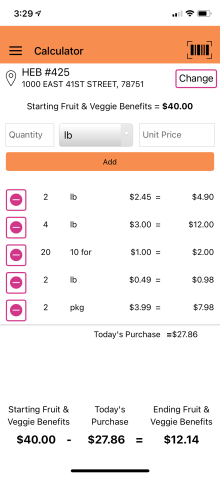 3:29
Calculator
HEB #425
1000 EAST 41ST STREET, 78751
Change
Starting Fruit & Veggie Benefits = $40.00
Quantity lb Unit Price
Add
2 lb $2.45 = $4.90
4 lb $3.00 = $12.00
20 10 for $1.00 = $2.00
2 lb $0.49 = $0.98
2 pkg $3.99 = $7.98
Today's Purchase =$27.86
Starting Fruit & Veggie Benefits
Today's Purchase
Ending Fruit & Veggie Benefits
$40.00 - $27.86 = $12.14